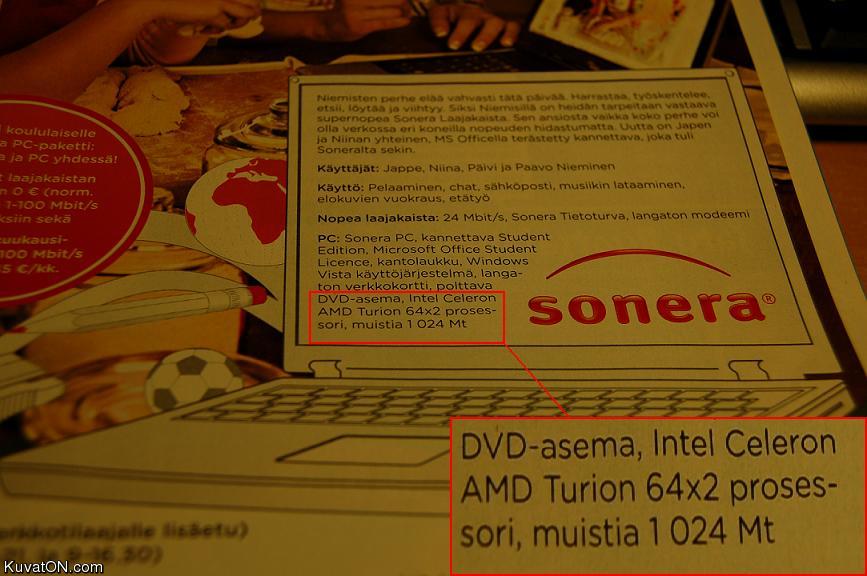 koululaiselle
PC-paketti:
ja PC yhdessä!
laajakaistan
0 € (norm.
1-100 Mbit/s
sekä
100 Mbit/s
€/kk.
Niemisten perhe elää vahvasti tätä päivää. Harrastaa, työskentelee,
etsii, löytää ja viihtyy. Siksi Niemisillä on heidän tarpeitaan vastaava
supernopea Sonera Laajakaista. Sen ansiosta vaikka koko perhe voi
olla verkossa eri koneilla nopeuden hidastumatta. Uutta on Japen
ja Niinan yhteinen, MS Officella terästetty kannettava, joka tuli
Soneralta sekin.
Käyttäjät: Jappe, Niina, Päivi ja Paavo Nieminen
Käyttö: Pelaaminen, chat, sähköposti, musiikin lataaminen,
elokuvien vuokraus, etätyö
Nopea laajakaista: 24 Mbit/s, Sonera Tietoturva, langaton modeemi
PC: Sonera PC, kannettava Student
Edition, Microsoft Office Student
Licence, kantolaukku, Windows
Vista käyttöjärjestelmä, langa-
ton verkkokortti, polttava
DVD-asema, Intel Celeron
AMD Turion 64x2 proses-
sori, muistia 1 024 Mt
sonera®
DVD-asema, Intel Celeron
AMD Turion 64x2 proses-
sori, muistia 1 024 Mt
lisäetu)
ja 9-16.30)
KuvatON.com